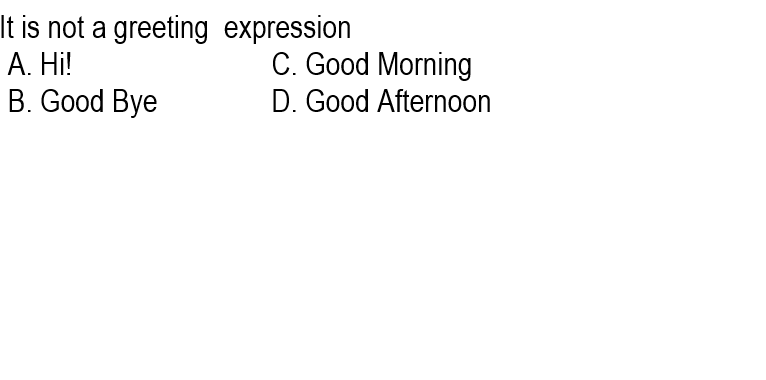 It is not a greeting  expression
A. Hi! C. Good Morning
B. Good Bye D. Good Afternoon